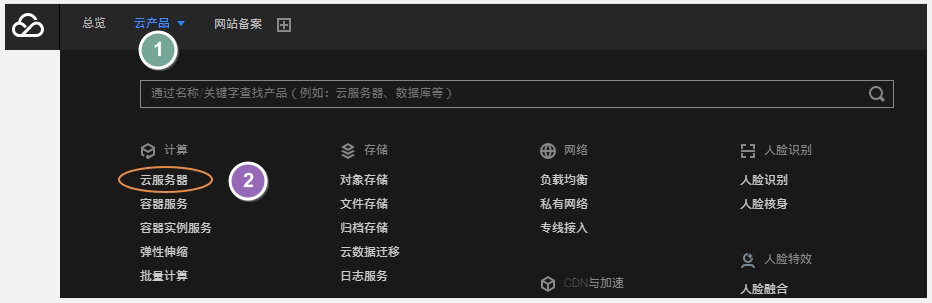 总览 云产品 网站备案
1
通过名称/关键字查找产品（例如：云服务器、数据库等）
计算 存储 网络 人脸识别
云服务器 2 对象存储 负载均衡 人脸识别
容器服务 文件存储 私有网络 人脸核身
容器实例服务 归档存储 专线接入
弹性伸缩 云数据迁移 人脸特效
批量计算 日志服务 CDN与加速 人脸融合